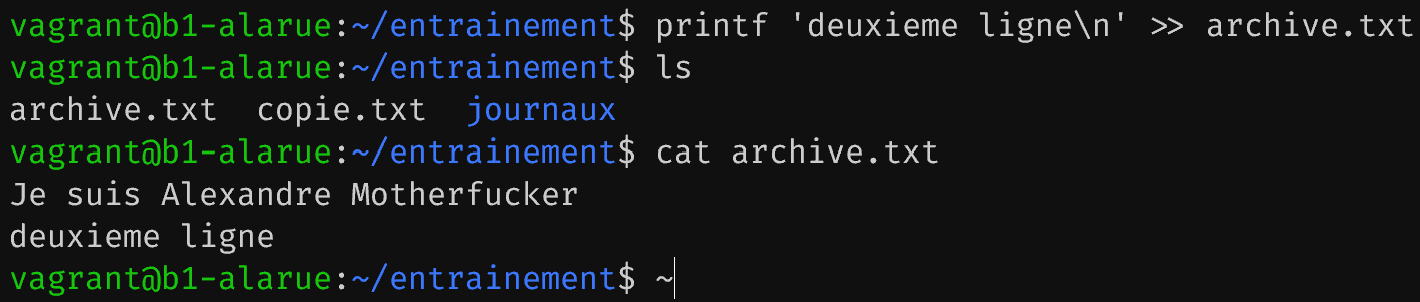 vagrant@b1-alarue:~/entrainement$ printf 'deuxieme ligne\n' >> archive.txt
vagrant@b1-alarue:~/entrainement$ ls
archive.txt  copie.txt  journaux
vagrant@b1-alarue:~/entrainement$ cat archive.txt
Je suis Alexandre Motherfucker
deuxieme ligne
vagrant@b1-alarue:~/entrainement$ ~